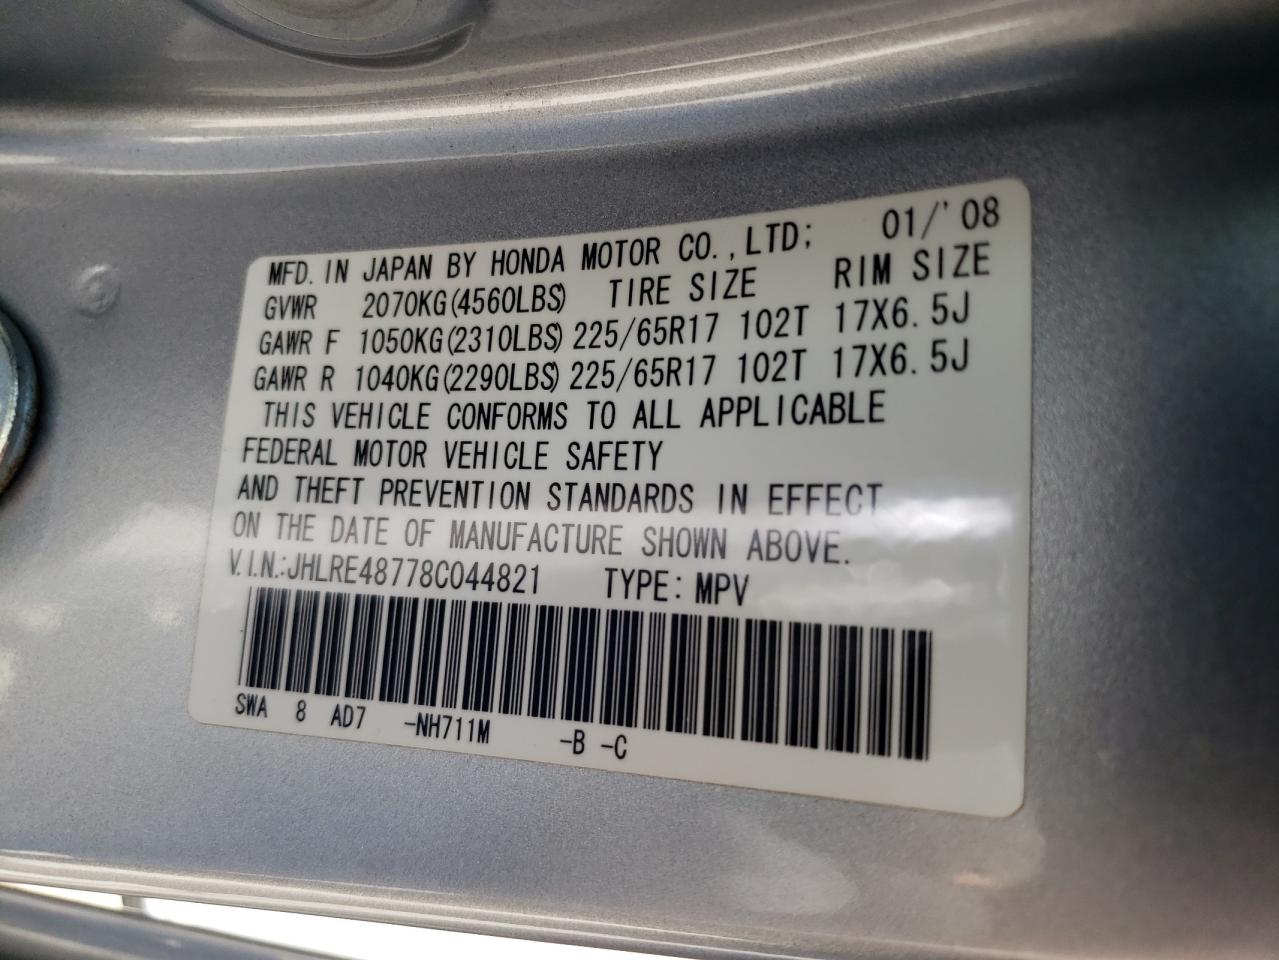 MFD. IN JAPAN BY HONDA MOTOR CO.,LTD; 01/'08
GVWR 2070KG(4560LBS) TIRE SIZE RIM SIZE
GAWR F 1050KG(2310LBS) 225/65R17 102T 17X6.5J
GAWR R 1040KG(2290LBS) 225/65R17 102T 17X6.5J
THIS VEHICLE CONFORMS TO ALL APPLICABLE
FEDERAL MOTOR VEHICLE SAFETY
AND THEFT PREVENTION STANDARDS IN EFFECT
ON THE DATE OF MANUFACTURE SHOWN ABOVE.
V.I.N.:JHLRE48778C044821 TYPE: MPV
SWA 8 AD7 -NH711M -B -C